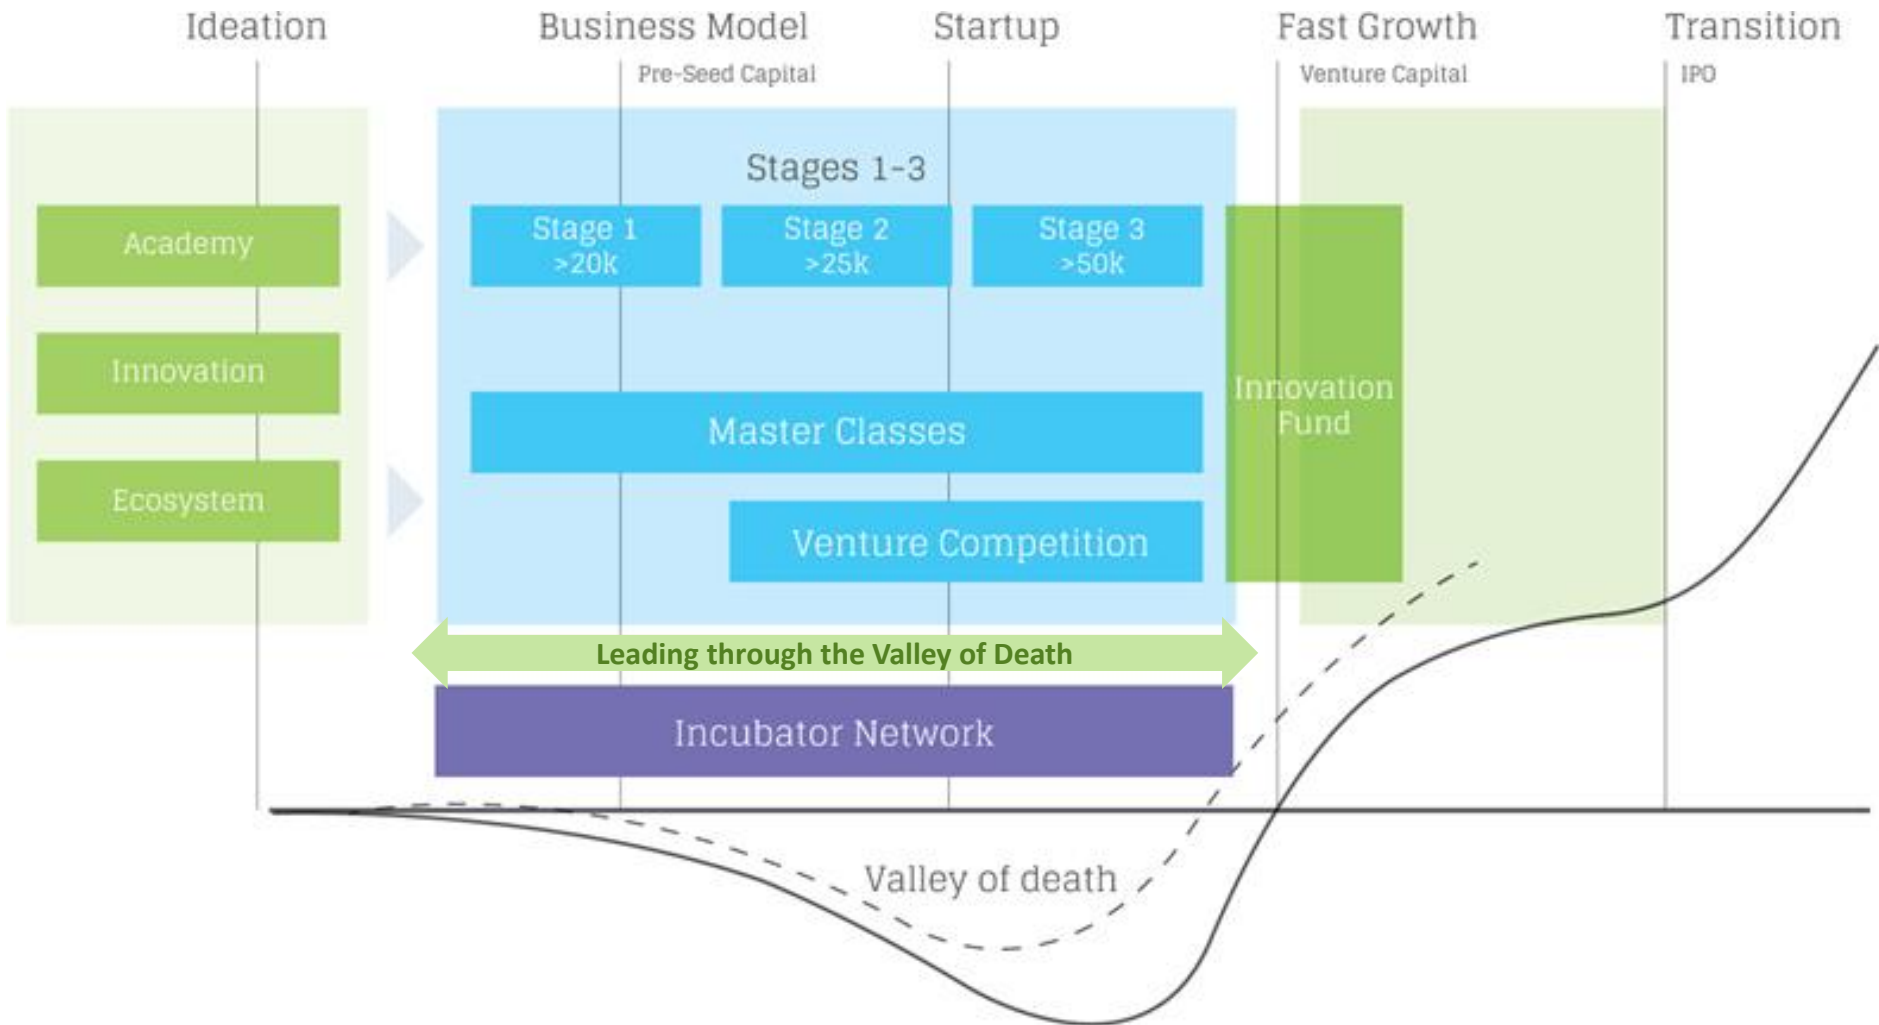 Ideation
Business Model
Startup
Fast Growth
Transition
Pre-Seed Capital
Venture Capital
IPO
Stages 1-3
Academy
Stage 1
>20k
Stage 2
>25k
Stage 3
>50k
Innovation
Innovation
Fund
Master Classes
Ecosystem
Venture Competition
Leading through the Valley of Death
Incubator Network
Valley of death